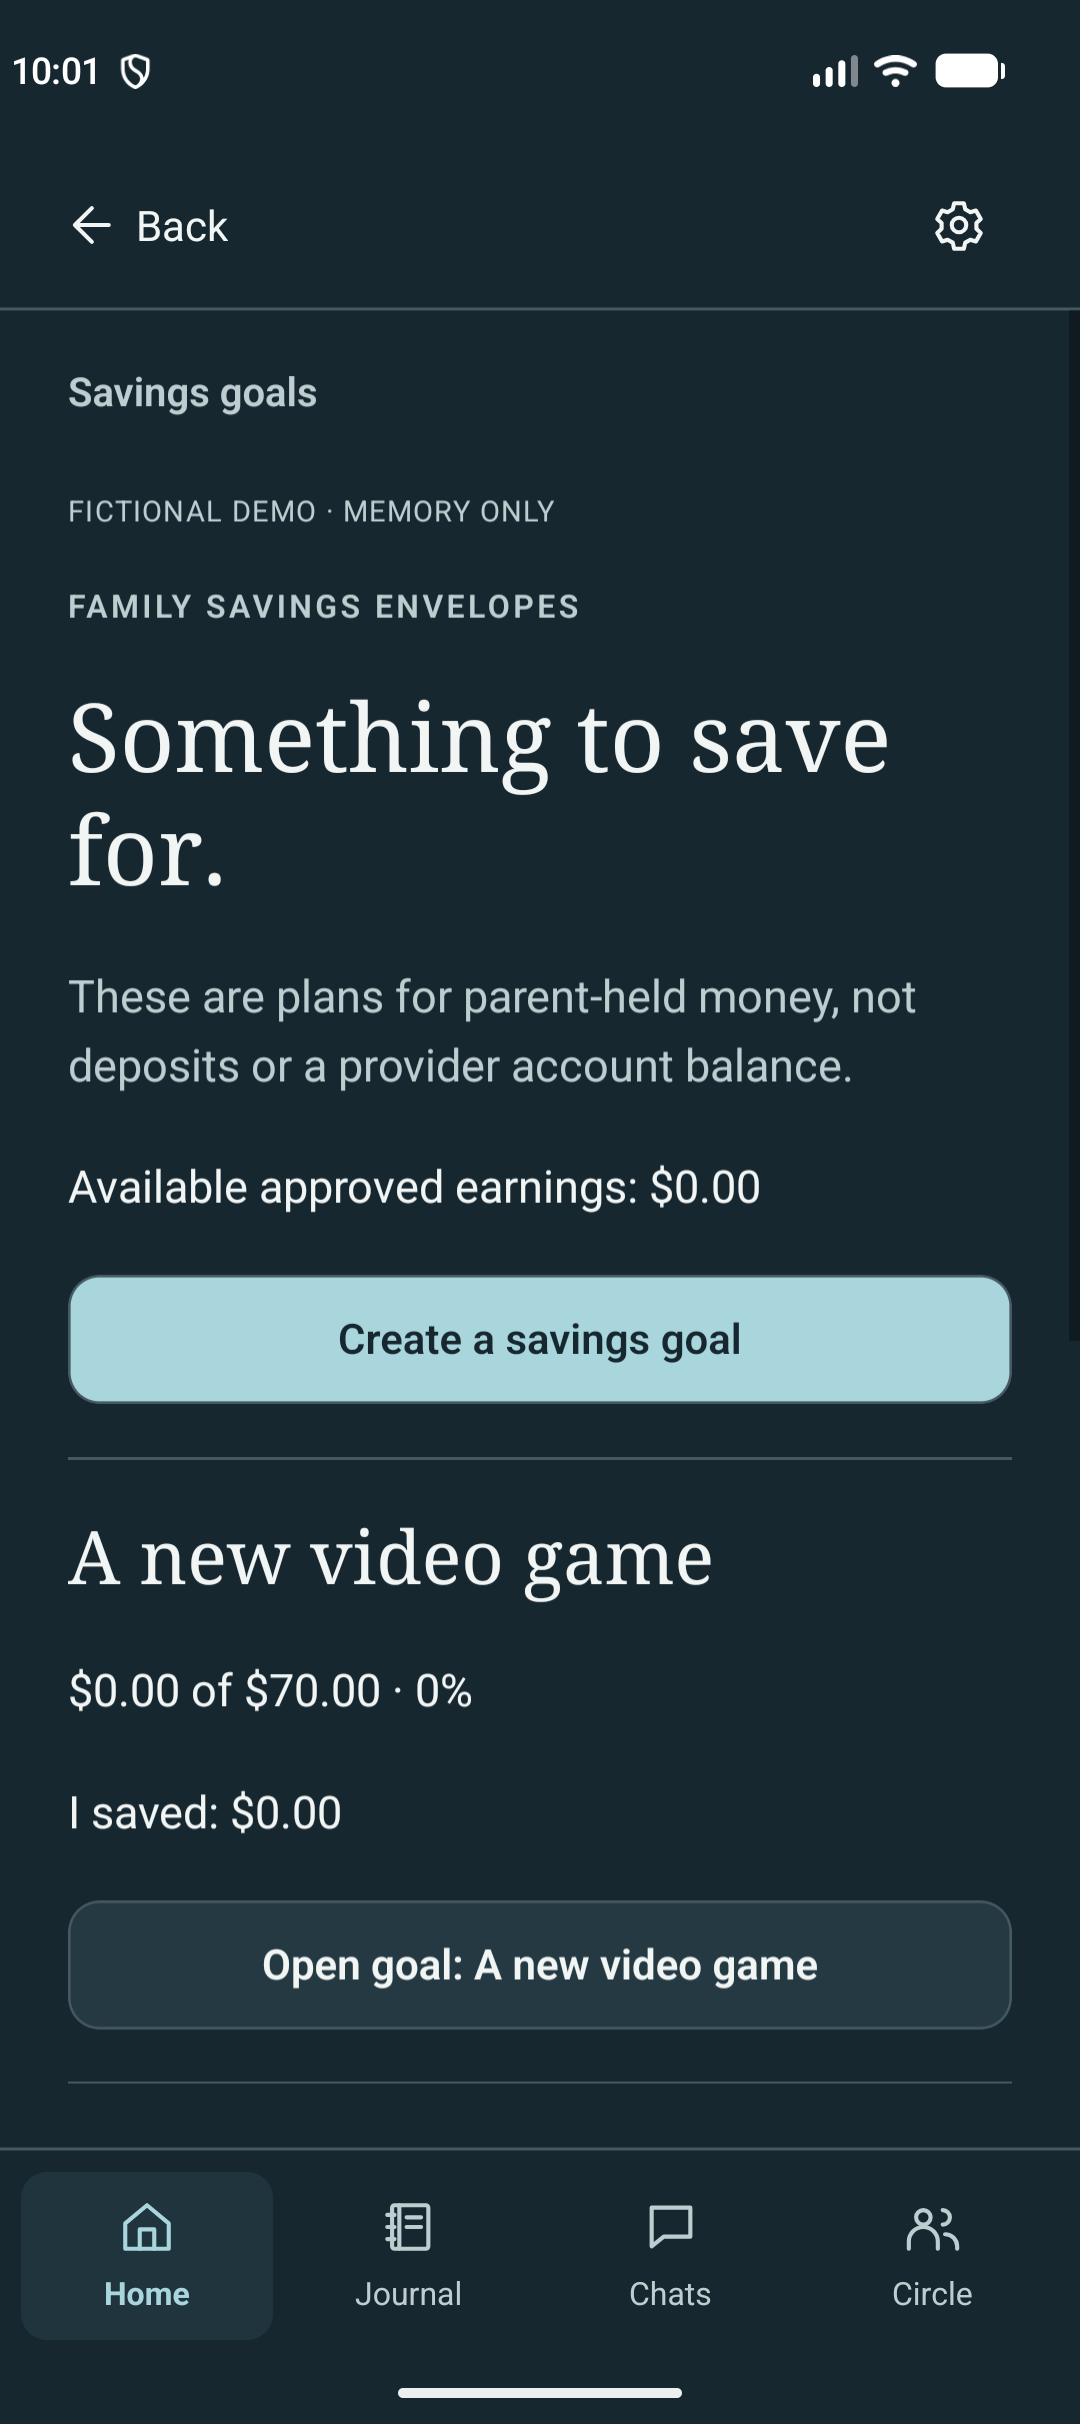 10:01
Back
Savings goals
FICTIONAL DEMO · MEMORY ONLY
FAMILY SAVINGS ENVELOPES
Something to save
for.
These are plans for parent-held money, not
deposits or a provider account balance.
Available approved earnings: $0.00
Create a savings goal
A new video game
$0.00 of $70.00 · 0%
I saved: $0.00
Open goal: A new video game
Home
Journal
Chats
Circle